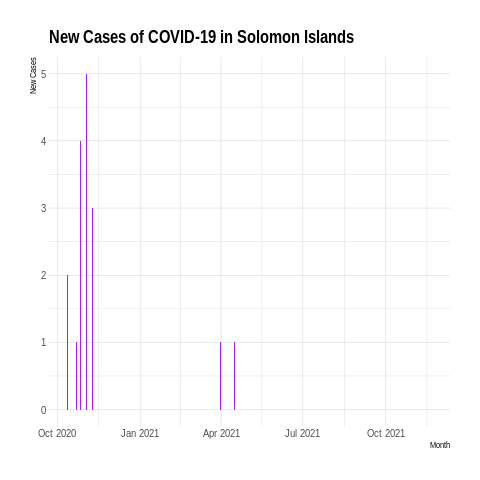 New Cases of COVID-19 in Solomon Islands
New Cases
5
4
3
2
1
0
Oct 2020 Jan 2021 Apr 2021 Jul 2021 Oct 2021
Month